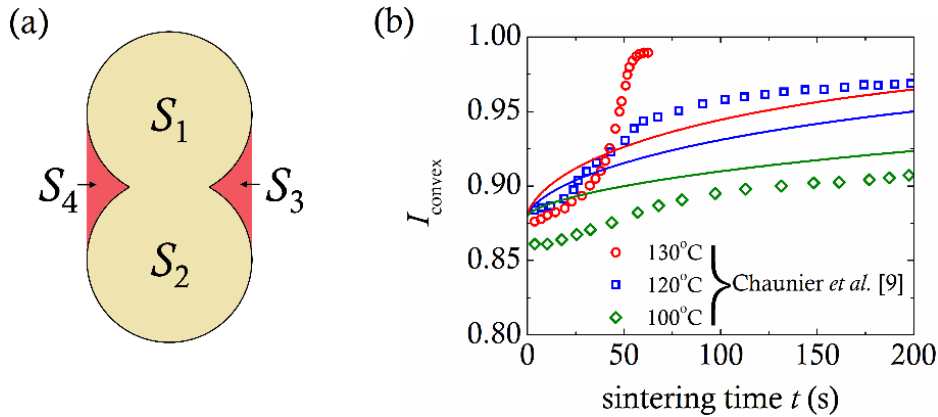 (a)
S1
S4
S3
S2
(b)
1.00
0.95
0.90
0.85
0.80
Iconvex
130°C
120°C
100°C
Chaunier et al. [9]
0
50
100
150
200
sintering time t (s)